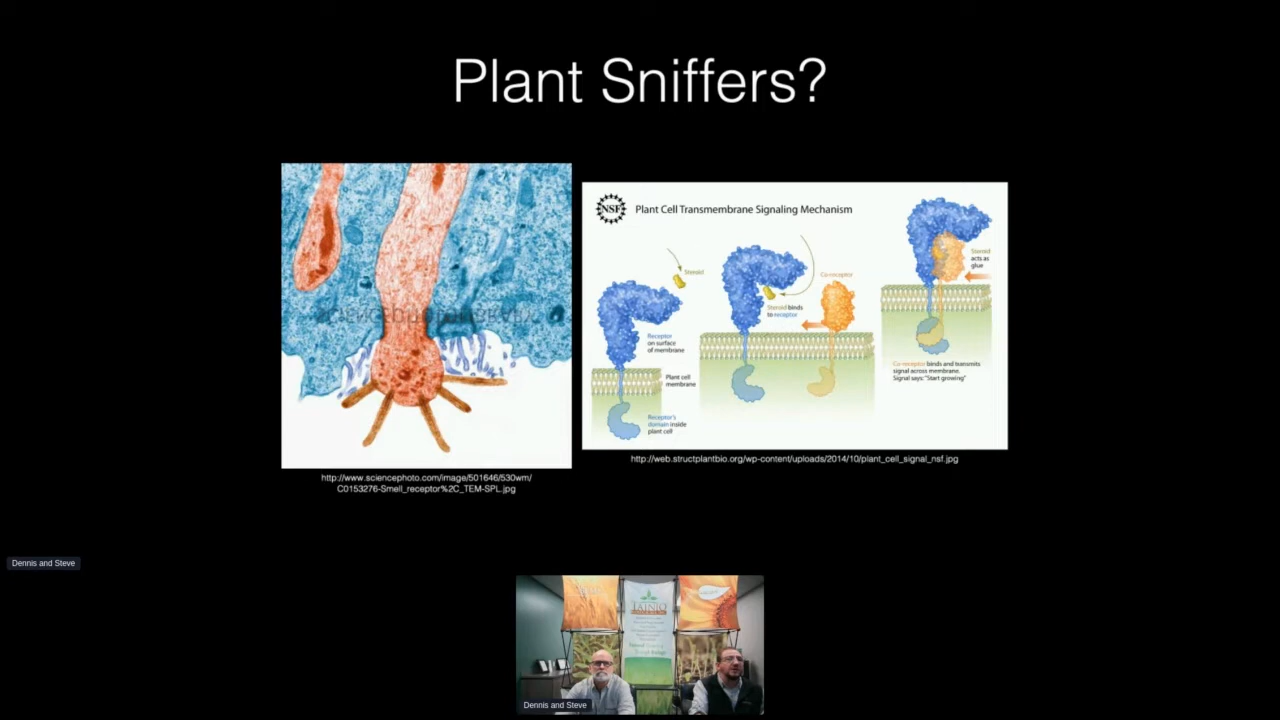 Plant Sniffers?
NSF
Plant Cell Transmembrane Signaling Mechanism
Steroid
Receptor
on surface
of membrane
Plant cell
membrane
Receptor's
domain inside
plant cell
Steroid binds
to receptor
Co-receptor
Steroid
acts as
glue
Co-receptor binds and transmits
signal across membrane.
Signal says: "Start growing"
http://www.sciencephoto.com/image/501646/530wm/
C0153276-Smell_receptor%2C_TEM-SPL.jpg
http://web.structplantbio.org/wp-content/uploads/2014/10/plant_cell_signal_nsf.jpg
Dennis and Steve
TAINIO
Dennis and Steve